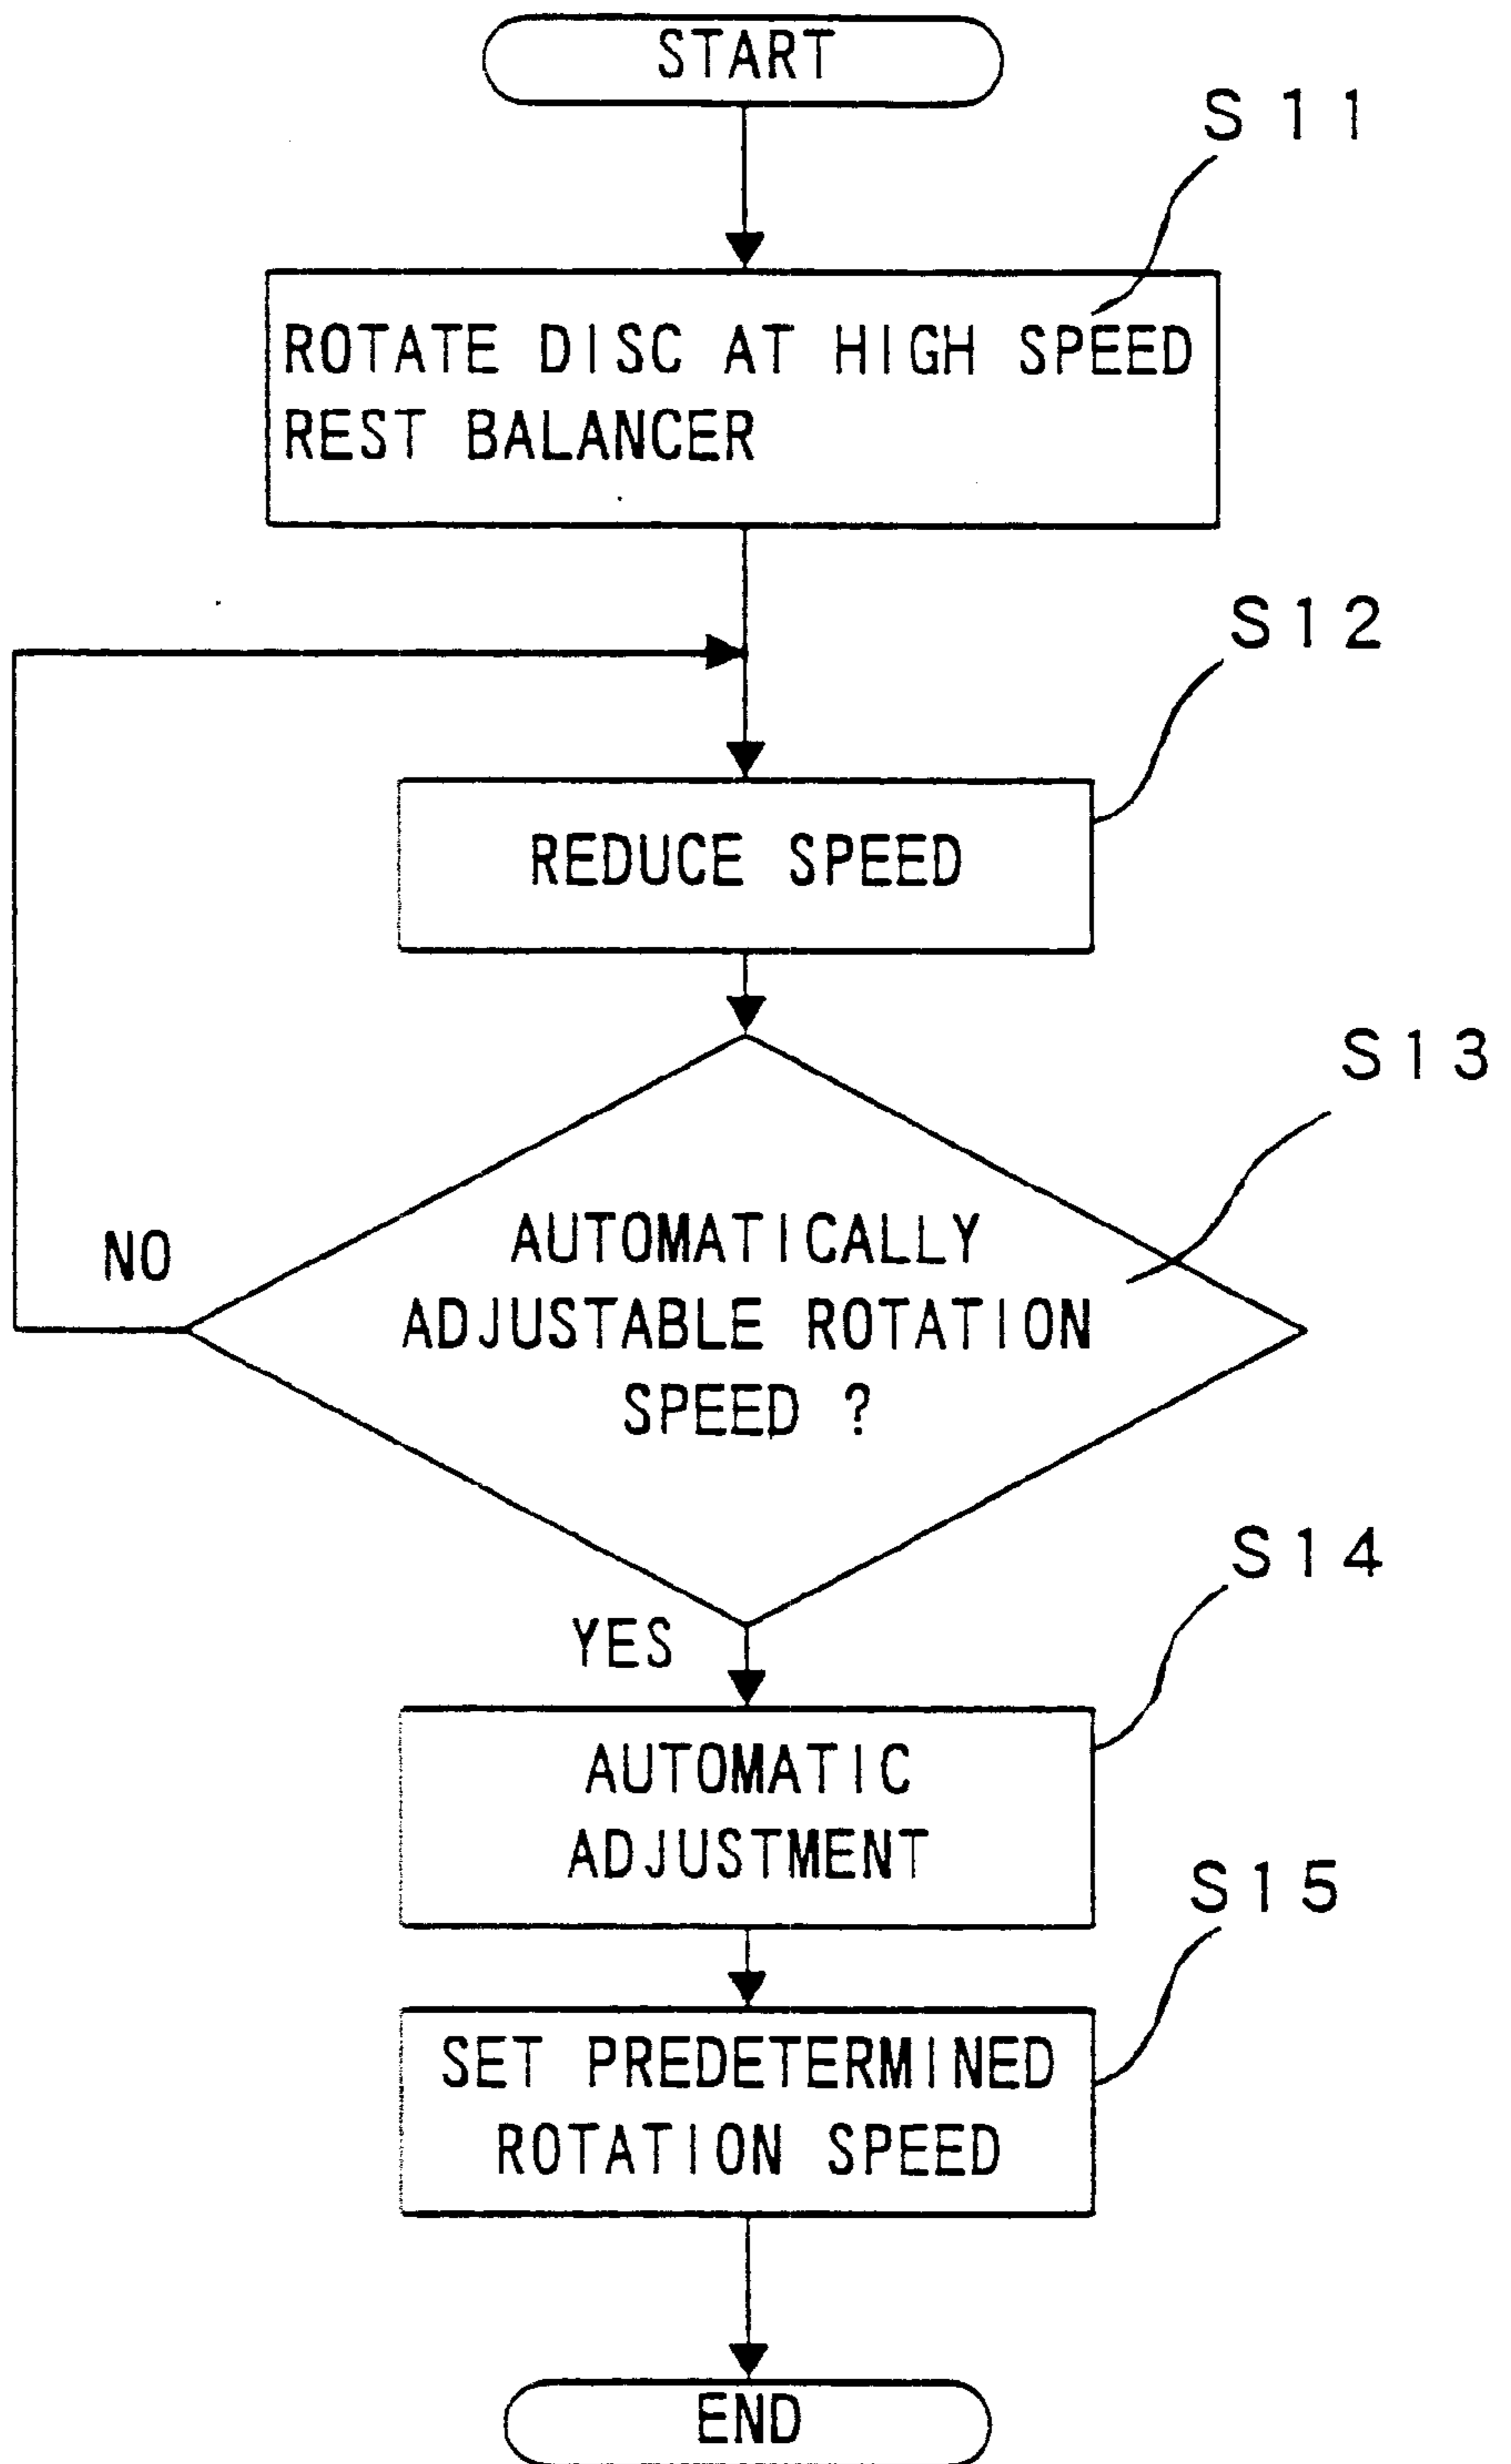 START
S11
ROTATE DISC AT HIGH SPEED
REST BALANCER
S12
REDUCE SPEED
S13
NO
AUTOMATICALLY
ADJUSTABLE ROTATION
SPEED ?
YES
S14
AUTOMATIC
ADJUSTMENT
S15
SET PREDETERMINED
ROTATION SPEED
END